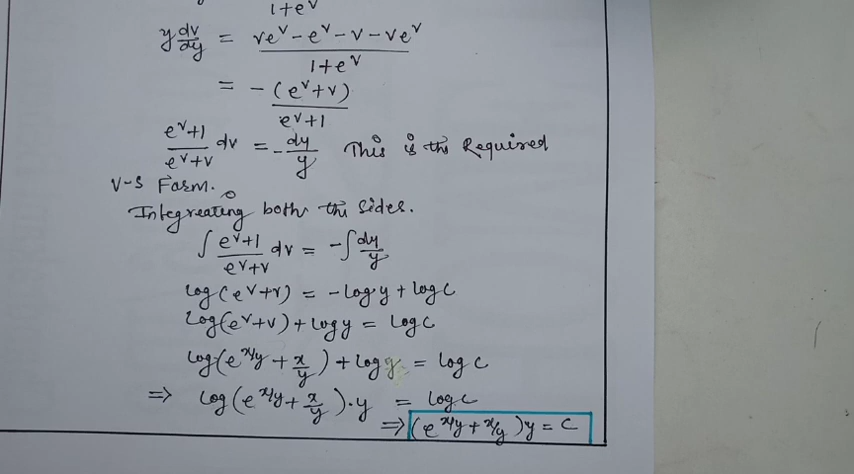 1+e^v
y dv/dy = ve^v - e^v - v - ve^v / 1+e^v
= - (e^v+v) / e^v+1
e^v+1 / e^v+v dv = - dy/y This is the Required
V-S Form.
Integreating both the sides.
∫ e^v+1 / e^v+v dv = -∫ dy/y
log(e^v+v) = -log y + log c
log(e^v+v) + log y = log c
log(e^x/y + x/y) + log y = log c
⇒ log(e^x/y + x/y)·y = log c
⇒ (e^x/y + x/y)y = c